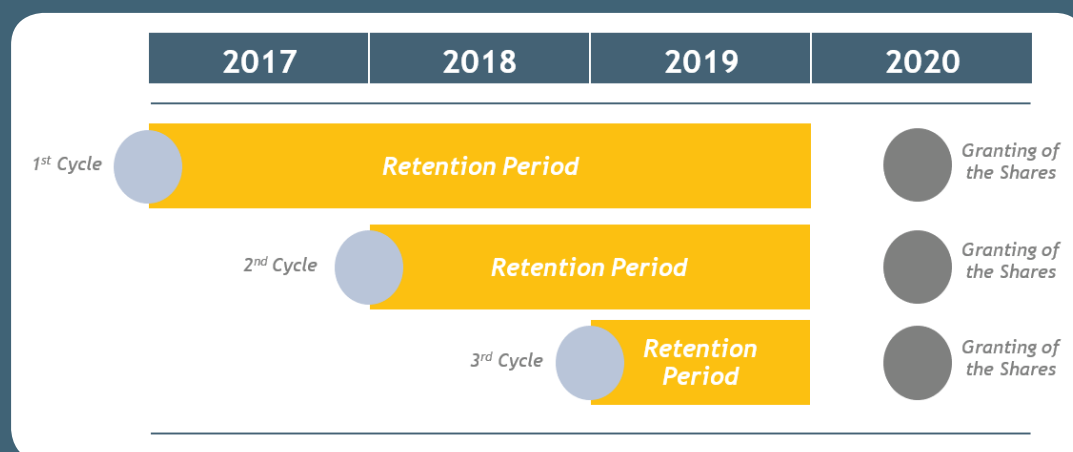 2017 2018 2019 2020
1st Cycle Retention Period Granting of
the Shares
2nd Cycle Retention Period Granting of
the Shares
3rd Cycle Retention
Period Granting of
the Shares